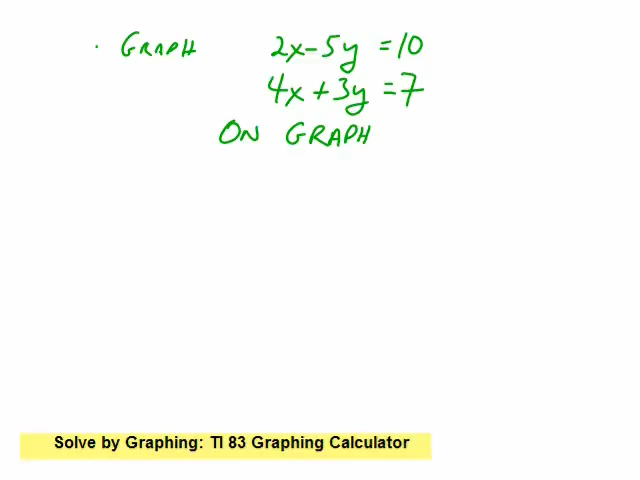 GRAPH 2x-5y =10
4x+3y =7
ON GRAPH
Solve by Graphing: TI 83 Graphing Calculator